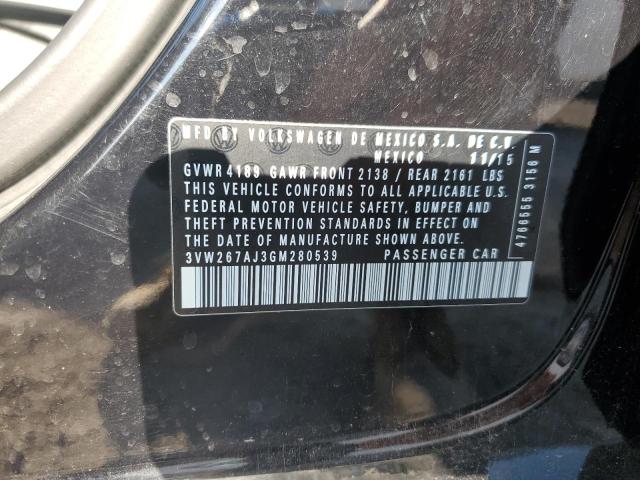 MFD BY VOLKSWAGEN DE MEXICO S.A. DE C.V.
MEXICO 11/15
GVWR 4189 GAWR FRONT 2138 / REAR 2161 LBS
THIS VEHICLE CONFORMS TO ALL APPLICABLE U.S.
FEDERAL MOTOR VEHICLE SAFETY, BUMPER AND
THEFT PREVENTION STANDARDS IN EFFECT ON
THE DATE OF MANUFACTURE SHOWN ABOVE.
3VW267AJ3GM280539 PASSENGER CAR
4766555 3156 M